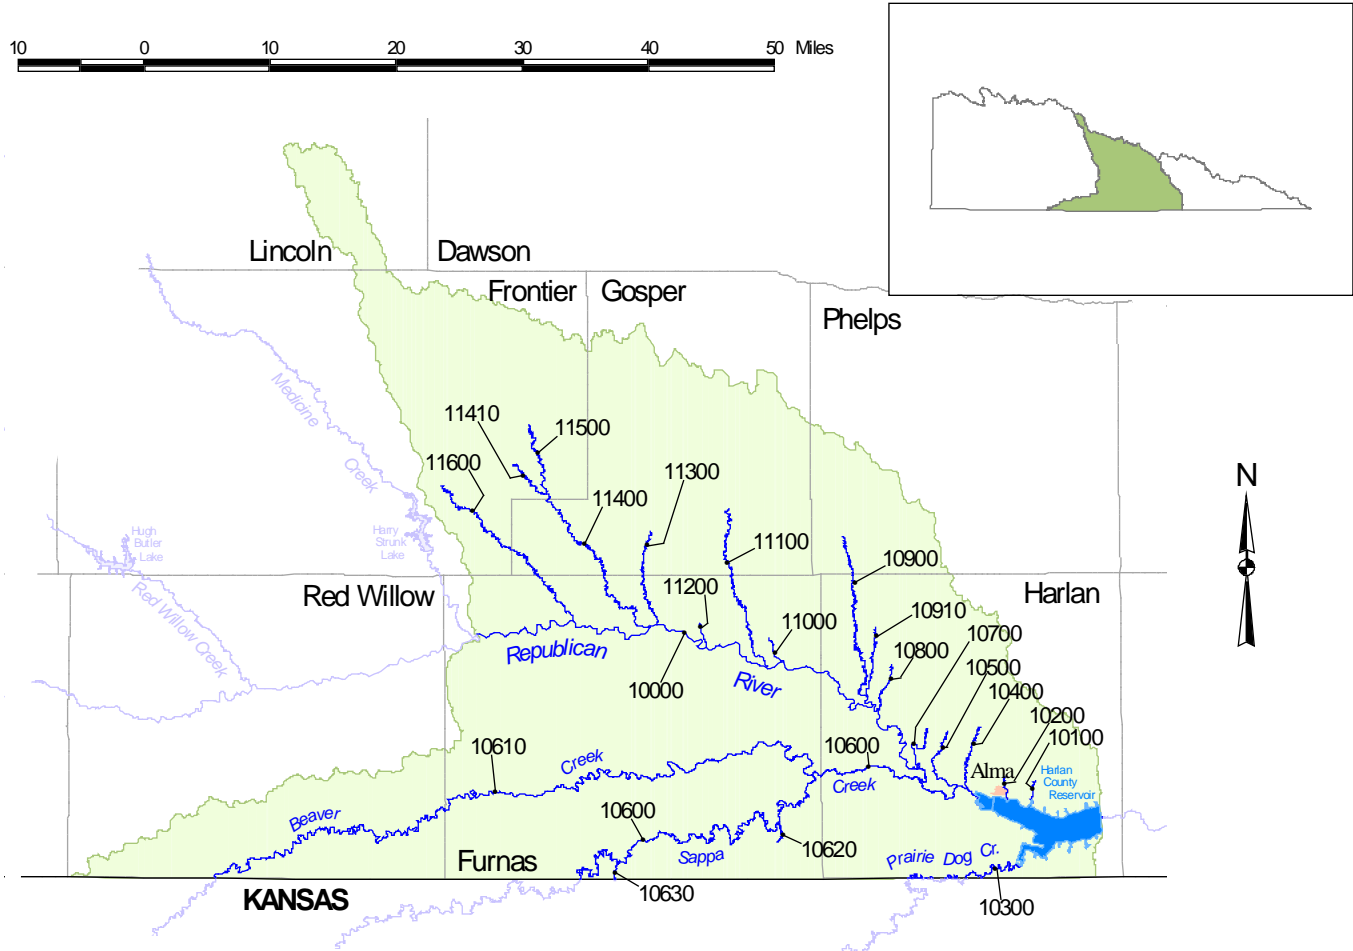 10 0 10 20 30 40 50 Miles
Lincoln
Dawson
Frontier
Gosper
Phelps
Medicine
Creek
11410
11500
11600
11300
11400
N
Hugh
Butler
Lake
Harry
Strunk
Lake
11100
10900
Red Willow Creek
Red Willow
11200
Harlan
10910
11000
10700
Republican
10800
10500
River
10000
10400
10200
10610
10600
10100
Creek
Alma
Harlan
County
Reservoir
Creek
Beaver
10600
Furnas
Sappa
10620
Prairie Dog Cr.
KANSAS
10630
10300